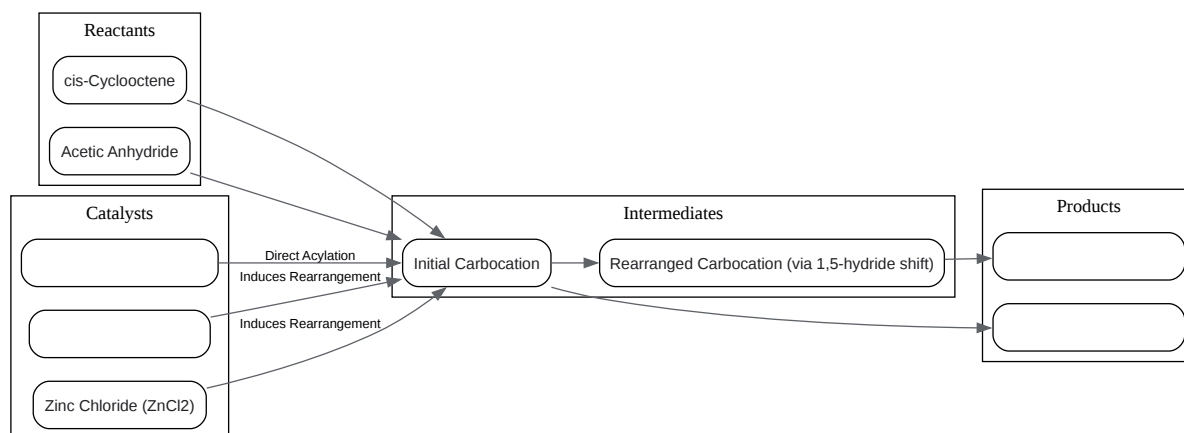 Reactants
cis-Cyclooctene
Acetic Anhydride
Catalysts
Direct Acylation
Induces Rearrangement
Induces Rearrangement
Zinc Chloride (ZnCl2)
Intermediates
Initial Carbocation
Rearranged Carbocation (via 1,5-hydride shift)
Products